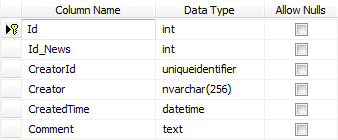 Column Name Data Type Allow Nulls
Id int
Id_News int
CreatorId uniqueidentifier
Creator nvarchar(256)
CreatedTime datetime
Comment text